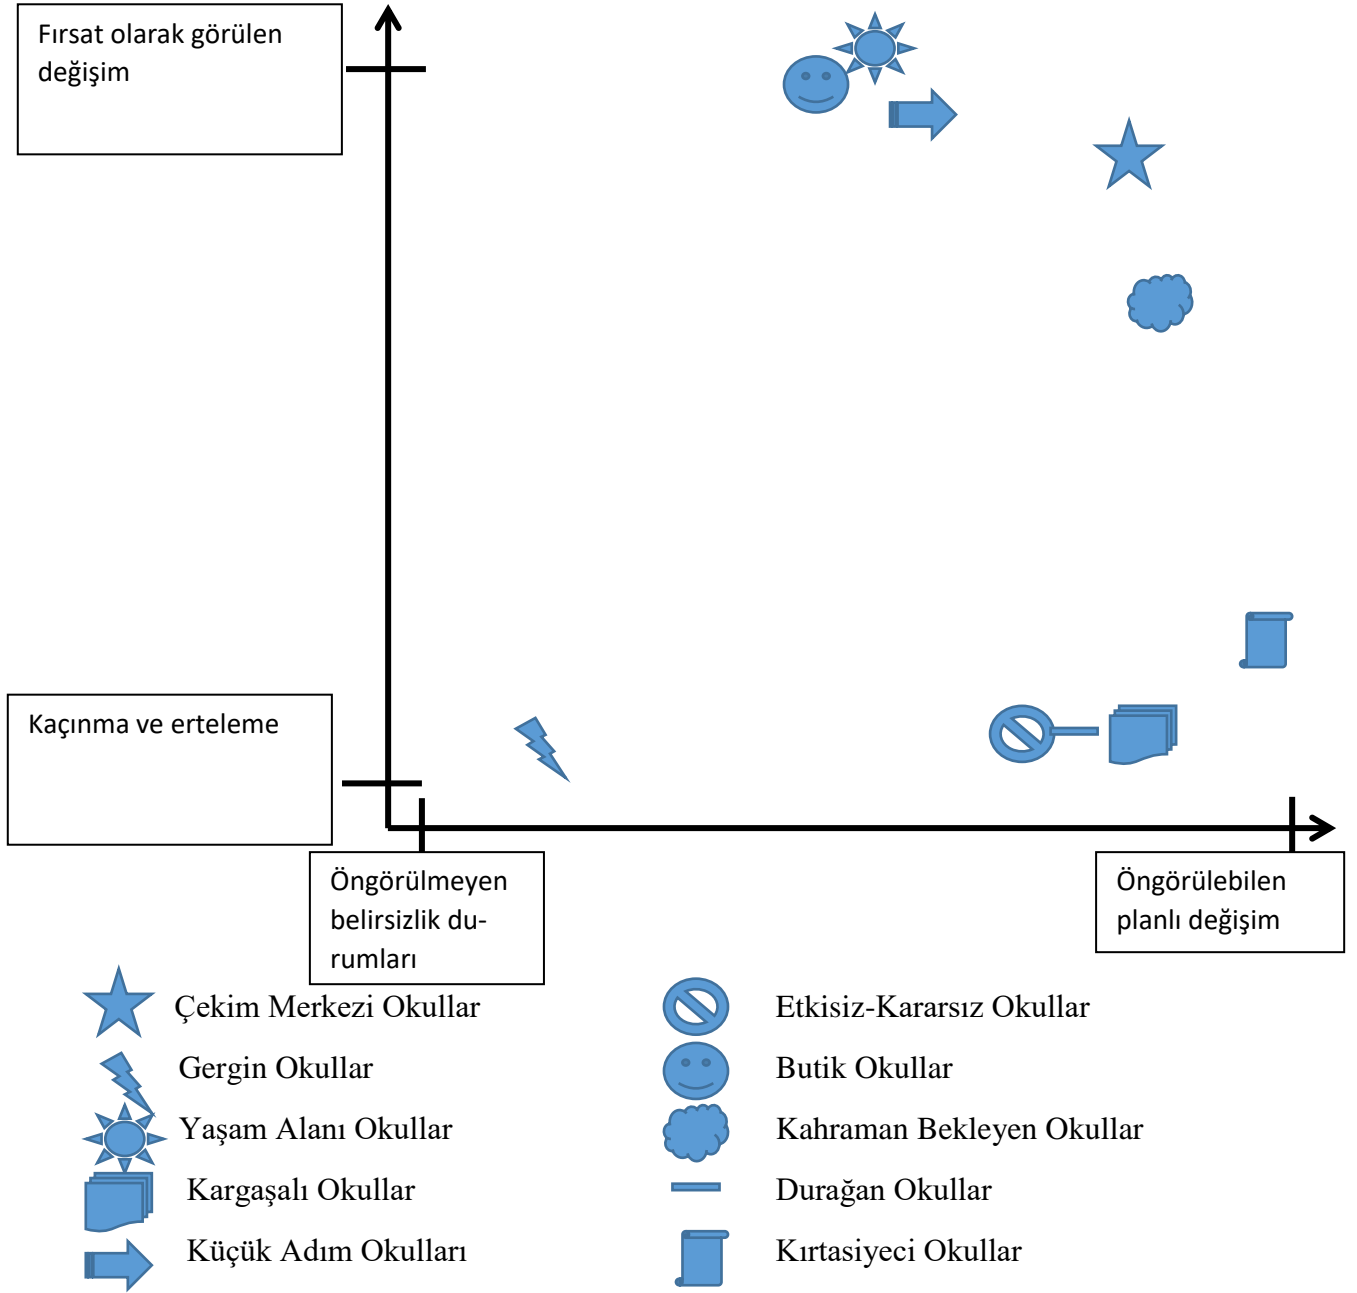 Fırsat olarak görülen
değişim
Kaçınma ve erteleme
Öngörülmeyen
belirsizlik du-
rumları
Öngörülebilen
planlı değişim
Çekim Merkezi Okullar
Etkisiz-Kararsız Okullar
Gergin Okullar
Butik Okullar
Yaşam Alanı Okullar
Kahraman Bekleyen Okullar
Kargaşalı Okullar
Durağan Okullar
Küçük Adım Okulları
Kırtasiyeci Okullar